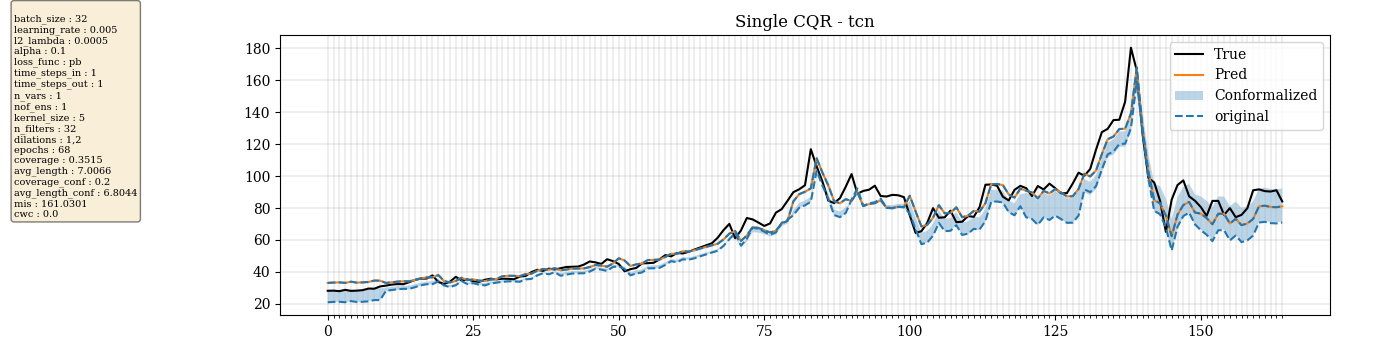 batch_size : 32
learning_rate : 0.005
l2_lambda : 0.0005
alpha : 0.1
loss_func : pb
time_steps_in : 1
time_steps_out : 1
n_vars : 1
nof_ens : 1
kernel_size : 5
n_filters : 32
dilations : 1,2
epochs : 68
coverage : 0.3515
avg_length : 7.0066
coverage_conf : 0.2
avg_length_conf : 6.8044
mis : 161.0301
cwc : 0.0
Single CQR - tcn
180
160
140
120
100
80
60
40
20
0 25 50 75 100 125 150
True
Pred
Conformalized
original